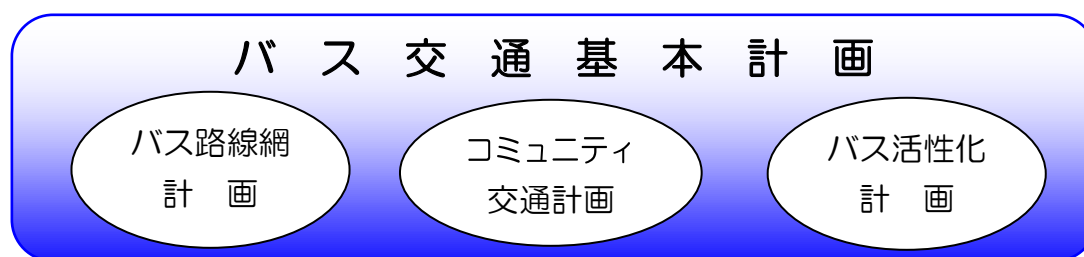 バス交通基本計画
バス路線網
計　画
コミュニティ
交通計画
バス活性化
計　画